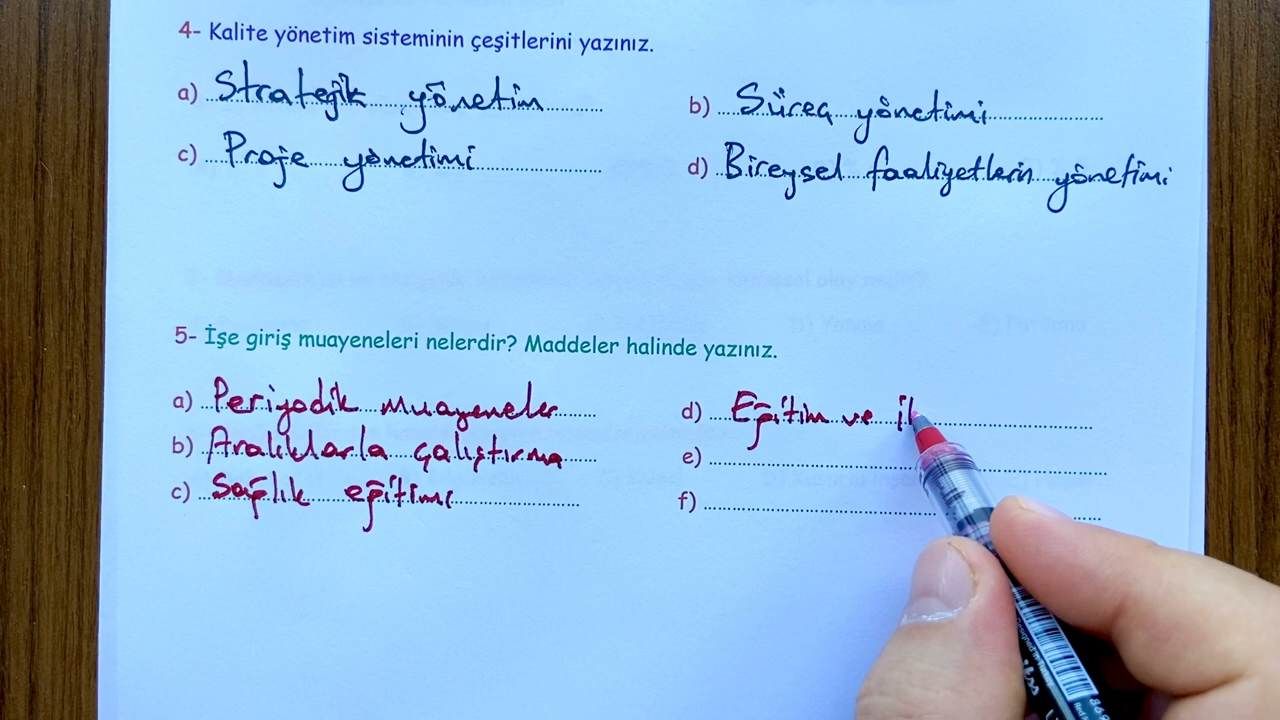 4- Kalite yönetim sisteminin çeşitlerini yazınız.
a) Stratejik yönetim
b) Süreç yönetimi
c) Proje yönetimi
d) Bireysel faaliyetlerin yönetimi
5- İşe giriş muayeneleri nelerdir? Maddeler halinde yazınız.
a) Periyodik muayeneler
b) Aralıklarla çalıştırma
c) Sağlık eğitimi
d) Eğitim ve il
e)
f)